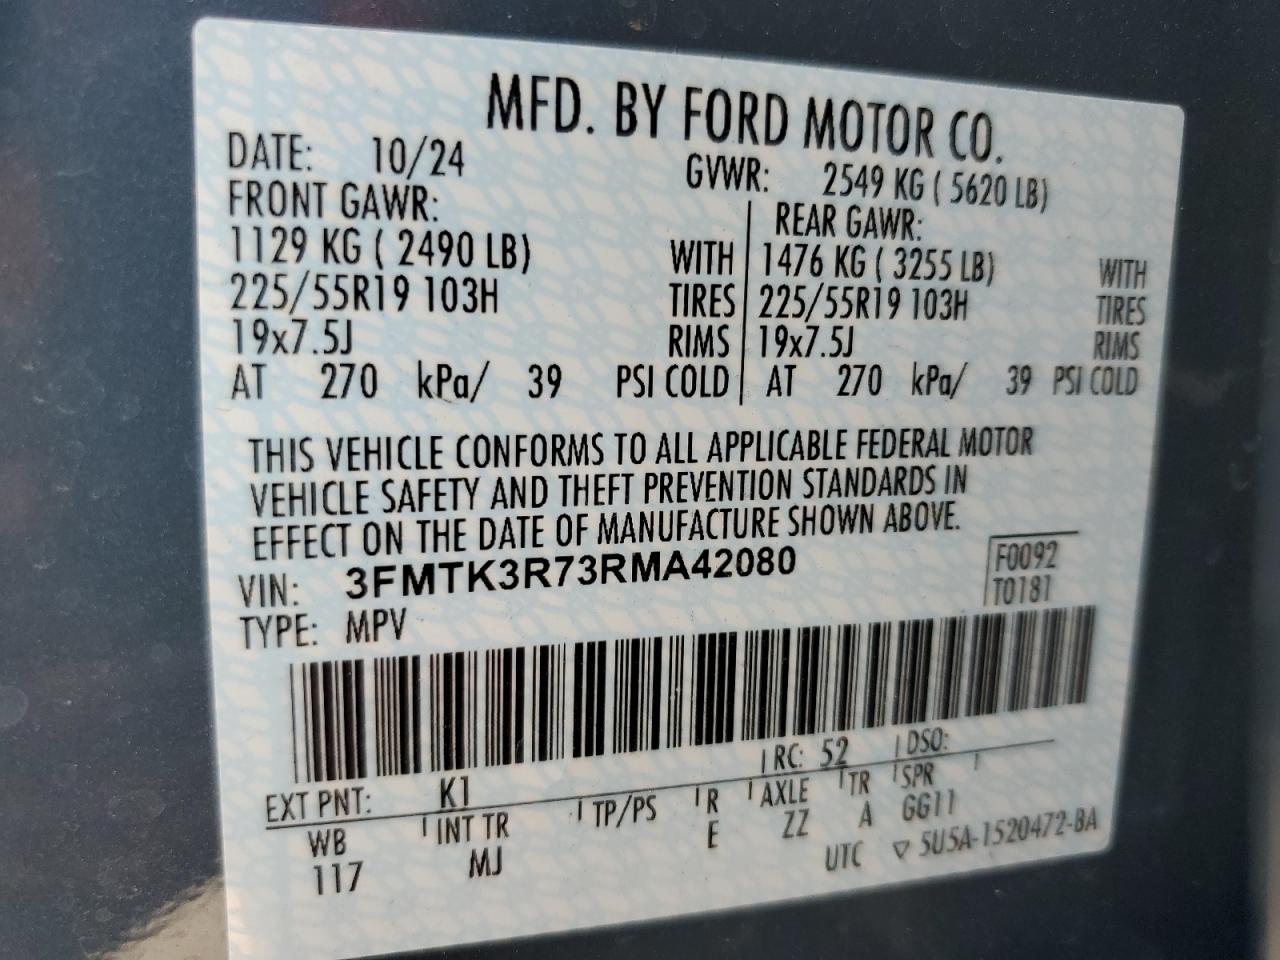 MFD. BY FORD MOTOR CO.
DATE: 10/24 GVWR: 2549 KG ( 5620 LB)
FRONT GAWR: REAR GAWR:
1129 KG ( 2490 LB) WITH 1476 KG ( 3255 LB) WITH
225/55R19 103H TIRES 225/55R19 103H TIRES
19x7.5J RIMS 19x7.5J RIMS
AT 270 kPa/ 39 PSI COLD AT 270 kPa/ 39 PSI COLD
THIS VEHICLE CONFORMS TO ALL APPLICABLE FEDERAL MOTOR
VEHICLE SAFETY AND THEFT PREVENTION STANDARDS IN
EFFECT ON THE DATE OF MANUFACTURE SHOWN ABOVE.
VIN: 3FMTK3R73RMA42080 F0092
TYPE: MPV T0181
EXT PNT: K1 RC: 52 DSO:
WB INT TR TP/PS R AXLE TR SPR
117 MJ E ZZ A GG11
UTC ▽ 5U5A-1520472-BA